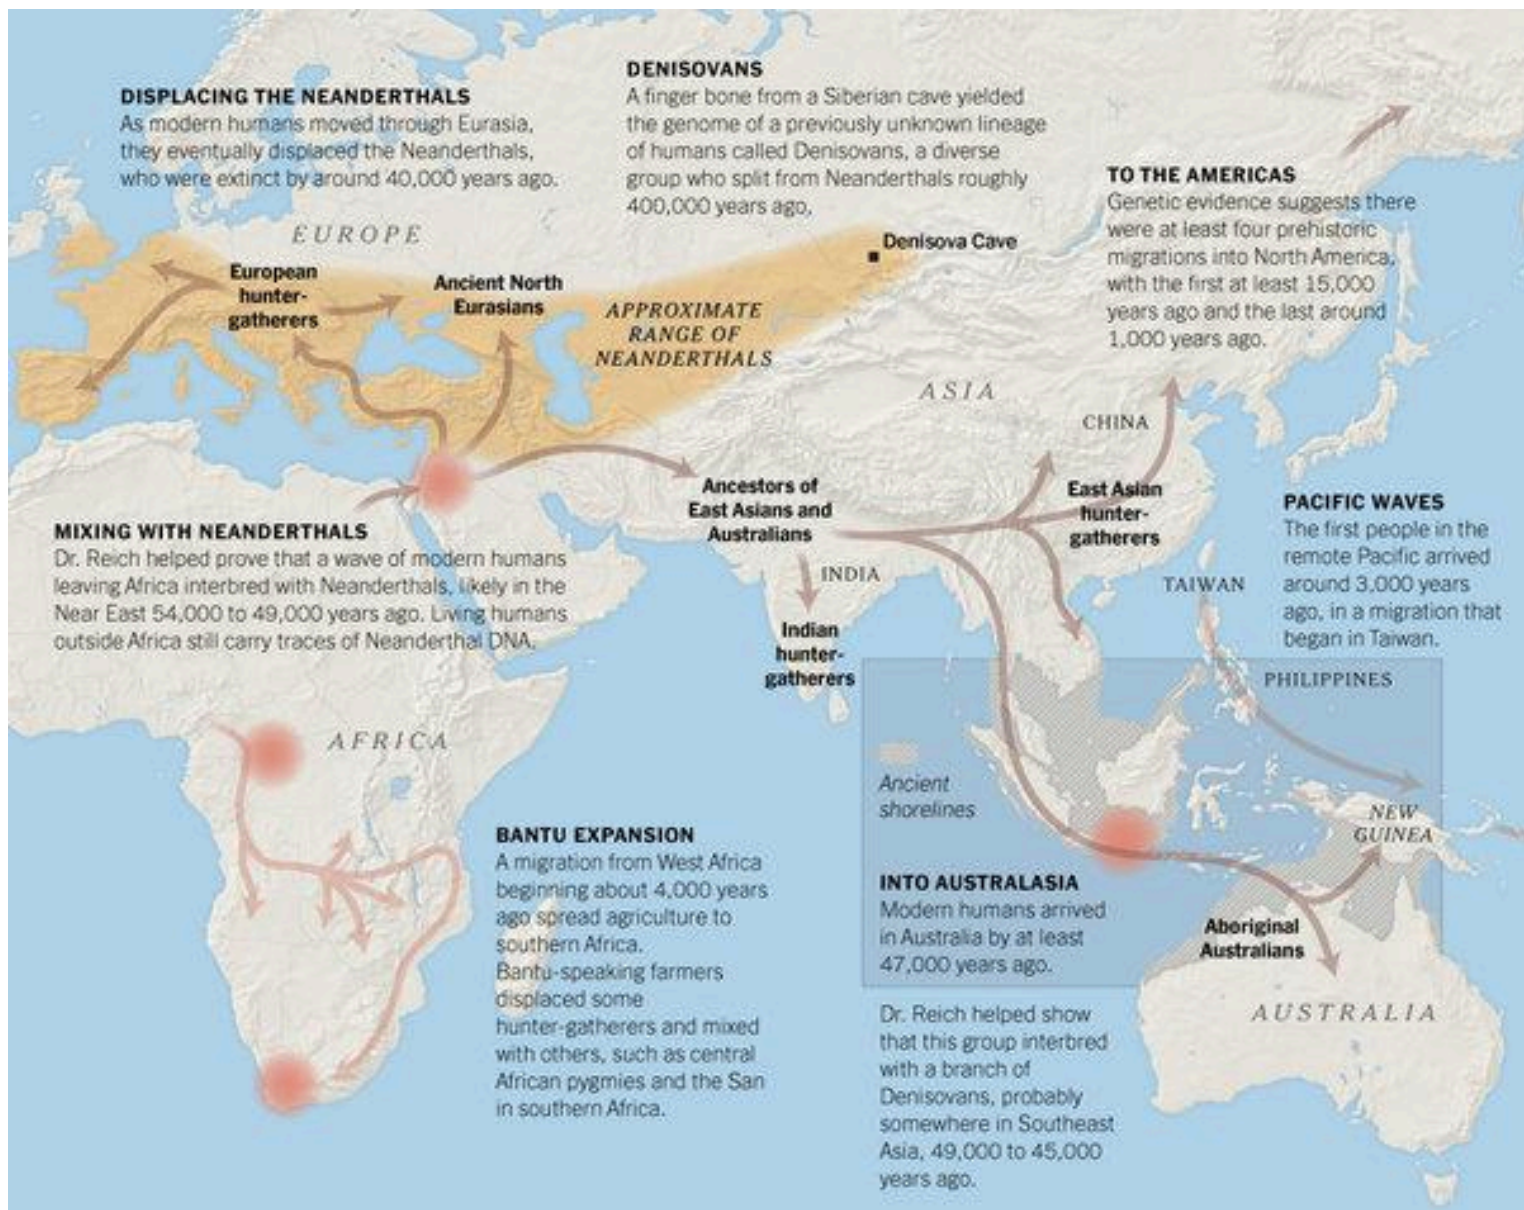 DISPLACING THE NEANDERTHALS
As modern humans moved through Eurasia,
they eventually displaced the Neanderthals,
who were extinct by around 40,000 years ago.
DENISOVANS
A finger bone from a Siberian cave yielded
the genome of a previously unknown lineage
of humans called Denisovans, a diverse
group who split from Neanderthals roughly
400,000 years ago.
TO THE AMERICAS
Genetic evidence suggests there
were at least four prehistoric
migrations into North America,
with the first at least 15,000
years ago and the last around
1,000 years ago.
EUROPE
Denisova Cave
European
hunter-
gatherers
Ancient North
Eurasians
APPROXIMATE
RANGE OF
NEANDERTHALS
ASIA
CHINA
Ancestors of
East Asians and
Australians
East Asian
hunter-
gatherers
PACIFIC WAVES
The first people in the
remote Pacific arrived
around 3,000 years
ago, in a migration that
began in Taiwan.
MIXING WITH NEANDERTHALS
Dr. Reich helped prove that a wave of modern humans
leaving Africa interbred with Neanderthals, likely in the
Near East 54,000 to 49,000 years ago. Living humans
outside Africa still carry traces of Neanderthal DNA.
INDIA
TAIWAN
Indian
hunter-
gatherers
PHILIPPINES
AFRICA
Ancient
shorelines
NEW
GUINEA
BANTU EXPANSION
A migration from West Africa
beginning about 4,000 years
ago spread agriculture to
southern Africa.
Bantu-speaking farmers
displaced some
hunter-gatherers and mixed
with others, such as central
African pygmies and the San
in southern Africa.
INTO AUSTRALASIA
Modern humans arrived
in Australia by at least
47,000 years ago.
Aboriginal
Australians
AUSTRALIA
Dr. Reich helped show
that this group interbred
with a branch of
Denisovans, probably
somewhere in Southeast
Asia, 49,000 to 45,000
years ago.